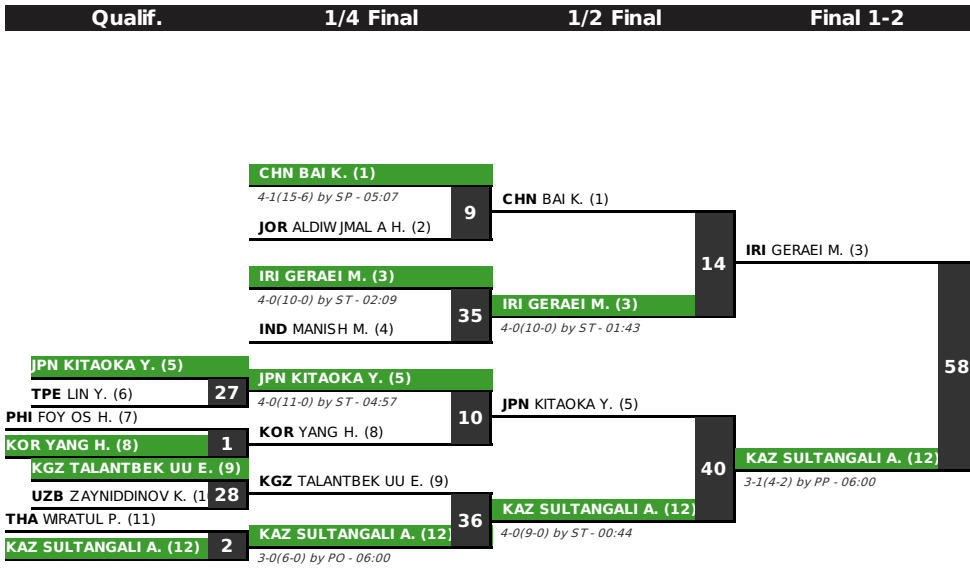 Qualif. 1/4 Final 1/2 Final Final 1-2
CHN BAI K. (1)
4-1(15-6) by SP - 05:07
JOR ALDIWJMAL A H. (2)
9
CHN BAI K. (1)
IRI GERAEI M. (3)
4-0(10-0) by ST - 02:09
IND MANISH M. (4)
35
IRI GERAEI M. (3)
4-0(10-0) by ST - 01:43
14
IRI GERAEI M. (3)
JPN KITAOKA Y. (5)
TPE LIN Y. (6)
27
PHI FOY OS H. (7)
KOR YANG H. (8)
1
JPN KITAOKA Y. (5)
4-0(11-0) by ST - 04:57
KOR YANG H. (8)
10
JPN KITAOKA Y. (5)
KGZ TALANTBEK UU E. (9)
UZB ZAYNIDDINOV K. (10
28
THA WIRATUL P. (11)
KAZ SULTANGALI A. (12)
2
KGZ TALANTBEK UU E. (9)
KAZ SULTANGALI A. (12)
3-0(6-0) by PO - 06:00
36
KAZ SULTANGALI A. (12)
4-0(9-0) by ST - 00:44
40
KAZ SULTANGALI A. (12)
3-1(4-2) by PP - 06:00
58